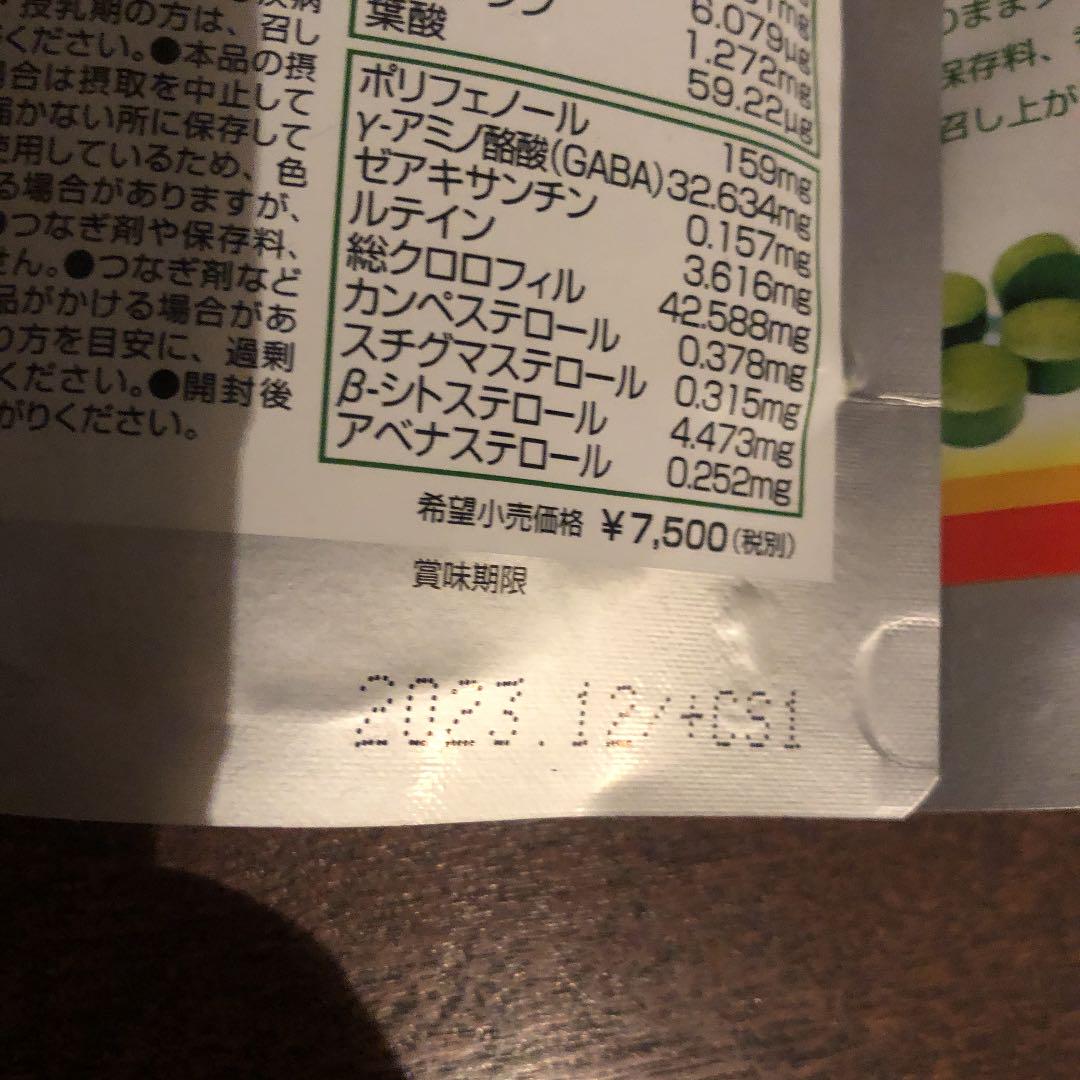 授乳期の方は、召し
ください。●本品の摂
場合は摂取を中止して
届かない所に保存して
使用しているため、色
る場合がありますが、
●つなぎ剤や保存料、
せん。●つなぎ剤など
品がかける場合があ
り方を目安に、過剰
ください。●開封後
がりください。
6.079μg
1.272mg
葉酸 59.22μg
ポリフェノール 159mg
γ-アミノ酪酸(GABA) 32.634mg
ゼアキサンチン 0.157mg
ルテイン 3.616mg
総クロロフィル 42.588mg
カンペステロール 0.378mg
スチグマステロール 0.315mg
β-シトステロール 4.473mg
アベナステロール 0.252mg
希望小売価格 ¥7,500(税別)
賞味期限
2023.12/+CS1
保存料、
召し上が